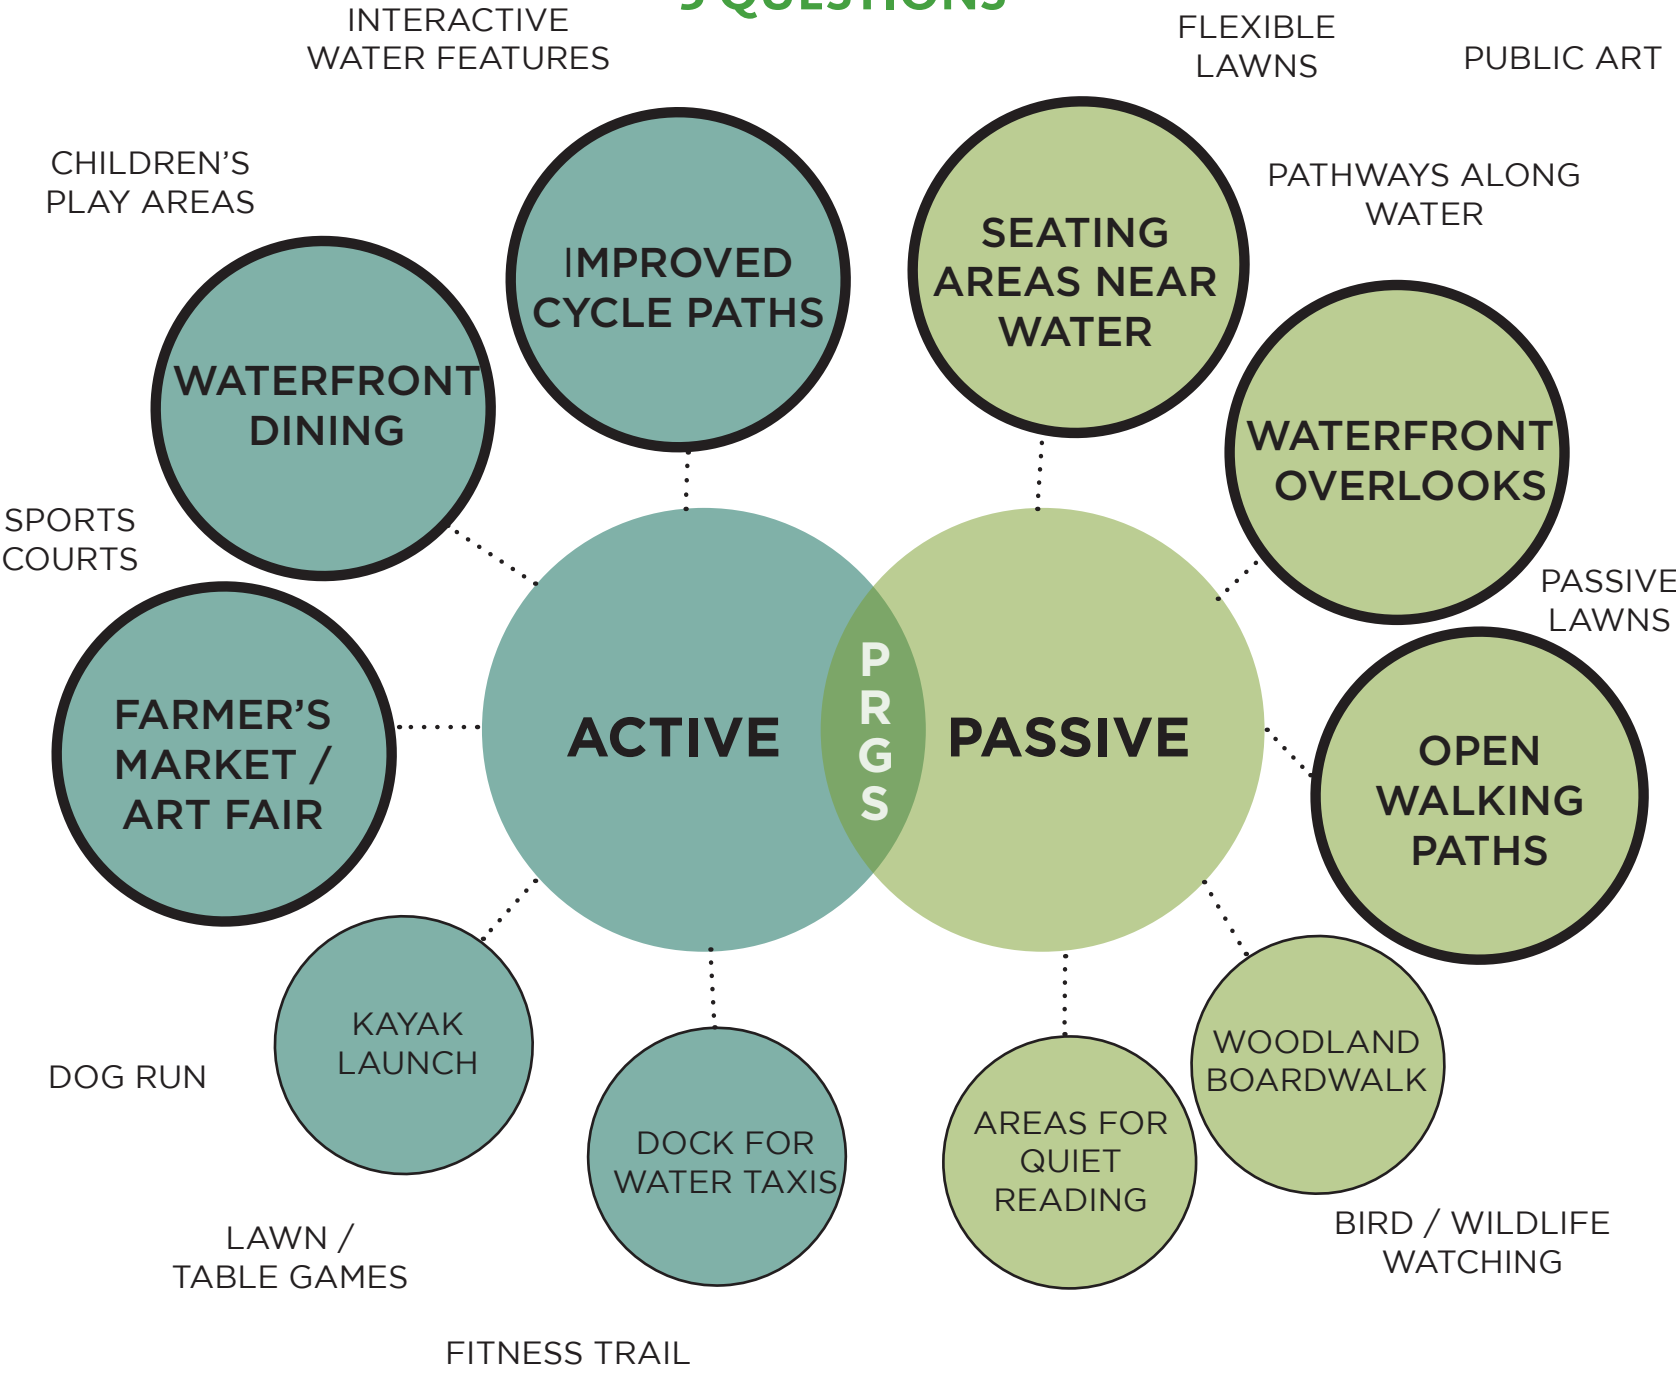 5 QUESTIONS
INTERACTIVE
WATER FEATURES
FLEXIBLE
LAWNS
PUBLIC ART
CHILDREN'S
PLAY AREAS
PATHWAYS ALONG
WATER
IMPROVED
CYCLE PATHS
SEATING
AREAS NEAR
WATER
WATERFRONT
DINING
WATERFRONT
OVERLOOKS
SPORTS
COURTS
PASSIVE
LAWNS
FARMER'S
MARKET /
ART FAIR
ACTIVE
P
R
G
S
PASSIVE
OPEN
WALKING
PATHS
KAYAK
LAUNCH
DOG RUN
DOCK FOR
WATER TAXIS
AREAS FOR
QUIET
READING
WOODLAND
BOARDWALK
LAWN /
TABLE GAMES
BIRD / WILDLIFE
WATCHING
FITNESS TRAIL